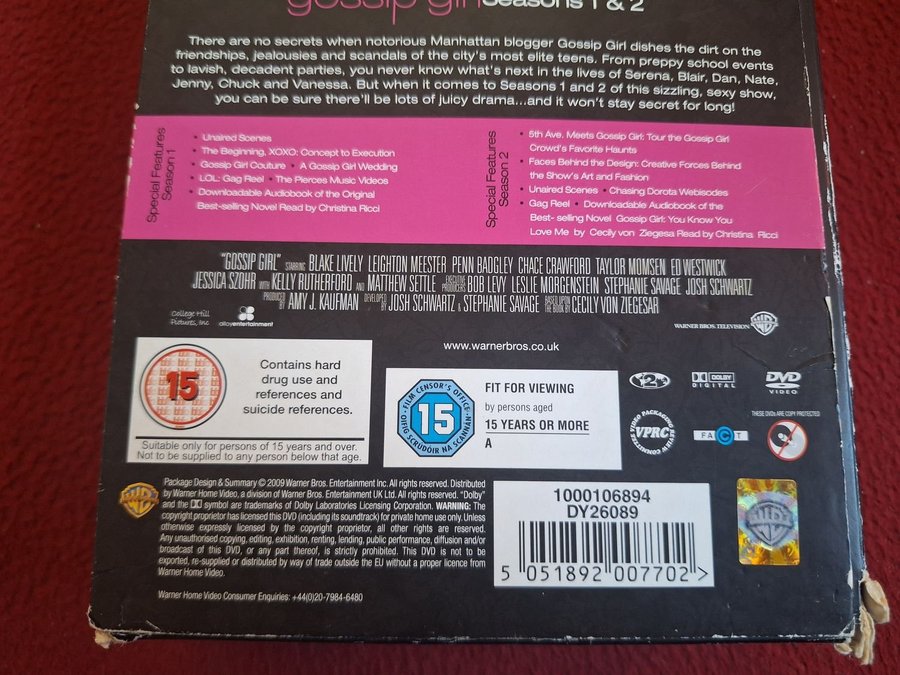 gossip girl Seasons 1 & 2
There are no secrets when notorious Manhattan blogger Gossip Girl dishes the dirt on the
friendships, jealousies and scandals of the city's most elite teens. From preppy school events
to lavish, decadent parties, you never know what's next in the lives of Serena, Blair, Dan, Nate,
Jenny, Chuck and Vanessa. But when it comes to Seasons 1 and 2 of this sizzling, sexy show,
you can be sure there'll be lots of juicy drama...and it won't stay secret for long!
Special Features
Season 1
• Unaired Scenes
• The Beginning, XOXO: Concept to Execution
• Gossip Girl Couture • A Gossip Girl Wedding
• LOL: Gag Reel • The Pierces Music Videos
• Downloadable Audiobook of the Original
Best-selling Novel Read by Christina Ricci
Special Features
Season 2
• 5th Ave. Meets Gossip Girl: Tour the Gossip Girl
Crowd's Favorite Haunts
• Faces Behind the Design: Creative Forces Behind
the Show's Art and Fashion
• Unaired Scenes • Chasing Dorota Webisodes
• Gag Reel • Downloadable Audiobook of the
Best- selling Novel Gossip Girl: You Know You
Love Me by Cecily von Ziegesa Read by Christina Ricci
"GOSSIP GIRL" STARRING BLAKE LIVELY LEIGHTON MEESTER PENN BADGLEY CHACE CRAWFORD TAYLOR MOMSEN ED WESTWICK
JESSICA SZOHR WITH KELLY RUTHERFORD AND MATTHEW SETTLE EXECUTIVE PRODUCERS BOB LEVY LESLIE MORGENSTEIN STEPHANIE SAVAGE JOSH SCHWARTZ
PRODUCED BY AMY J. KAUFMAN DEVELOPED BY JOSH SCHWARTZ & STEPHANIE SAVAGE BASED UPON THE BOOK BY CECILY VON ZIEGESAR
College Hill
Pictures, Inc
alloyentertainment
WARNER BROS. TELEVISION
www.warnerbros.co.uk
15
Contains hard
drug use and
references and
suicide references.
Suitable only for persons of 15 years and over.
Not to be supplied to any person below that age.
FILM CENSOR'S OFFICE
15
OIFIG SCRÚDÓIR NA SCANNÁN
FIT FOR VIEWING
by persons aged
15 YEARS OR MORE
A
2
DOLBY
DIGITAL
DVD
VIDEO
VIDEO PACKAGING REVIEW COMMITTEE
VPRC
FACT
THESE DVDs ARE COPY PROTECTED
Package Design & Summary © 2009 Warner Bros. Entertainment Inc. All rights reserved. Distributed
by Warner Home Video, a division of Warner Bros. Entertainment UK Ltd. All rights reserved. "Dolby"
and the DD symbol are trademarks of Dolby Laboratories Licensing Corporation. WARNING: The
copyright proprietor has licensed this DVD (including its soundtrack) for private home use only. Unless
otherwise expressly licensed by the copyright proprietor, all other rights are reserved.
Any unauthorised copying, editing, exhibition, renting, lending, public performance, diffusion and/or
broadcast of this DVD, or any part thereof, is strictly prohibited. This DVD is not to be
exported, re-supplied or distributed by way of trade outside the EU without a proper licence from
Warner Home Video.
Warner Home Video Consumer Enquiries: +44(0)20-7984-6480
1000106894
DY26089
5 051892 007702 >